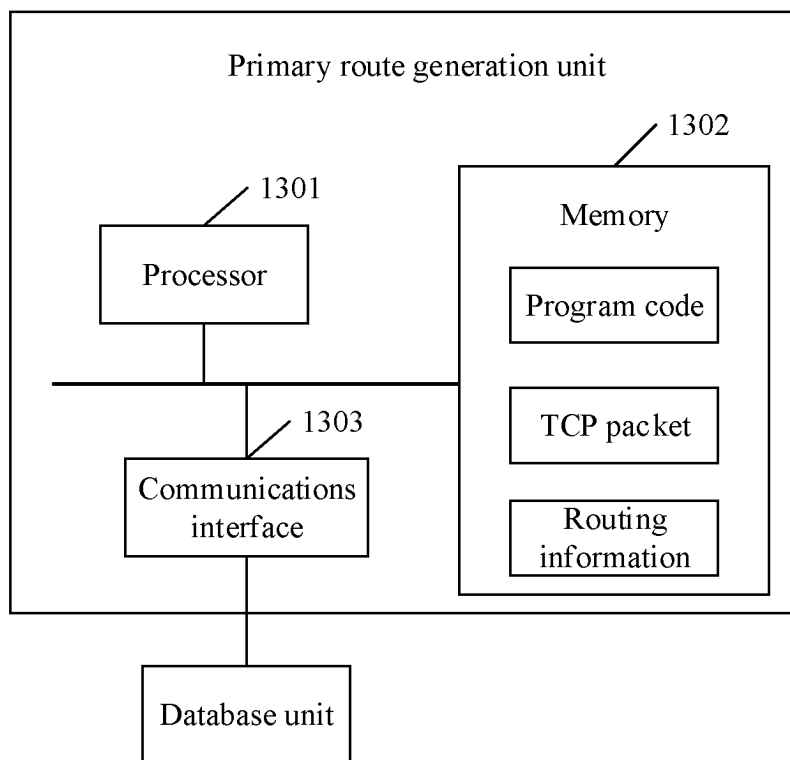 Primary route generation unit
1302
1301
Memory
Processor
Program code
TCP packet
1303
Communications
interface
Routing
information
Database unit